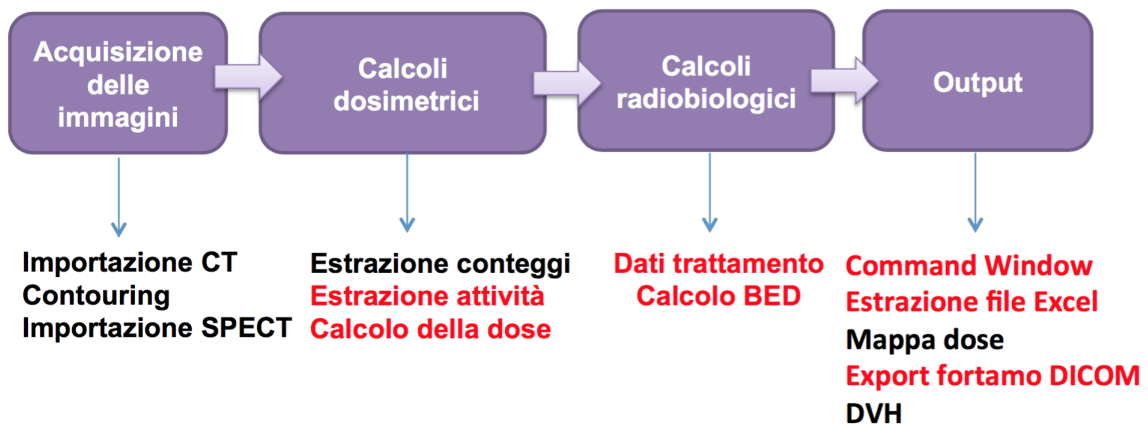 Acquisizione
delle
immagini
Calcoli
dosimetrici
Calcoli
radiobiologici
Output
Importazione CT
Contouring
Importazione SPECT
Estrazione conteggi
Estrazione attività
Calcolo della dose
Dati trattamento
Calcolo BED
Command Window
Estrazione file Excel
Mappa dose
Export fortamo DICOM
DVH